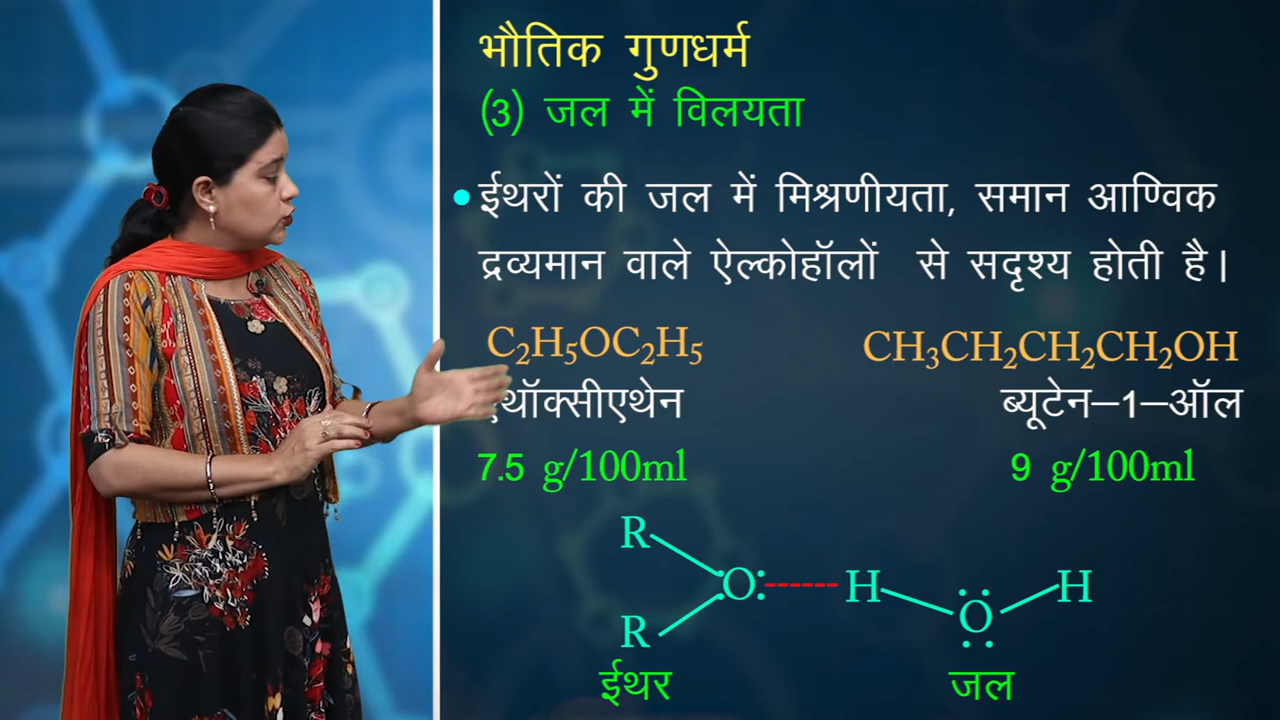 भौतिक गुणधर्म
(3) जल में विलयता
• ईथरों की जल में मिश्रणीयता, समान आण्विक
द्रव्यमान वाले ऐल्कोहॉलों से सदृश्य होती है।
C₂H₅OC₂H₅ CH₃CH₂CH₂CH₂OH
ब्यूटेन–1–ऑल
7.5 g/100ml 9 g/100ml
R
O: H O H
R
ईथर जल